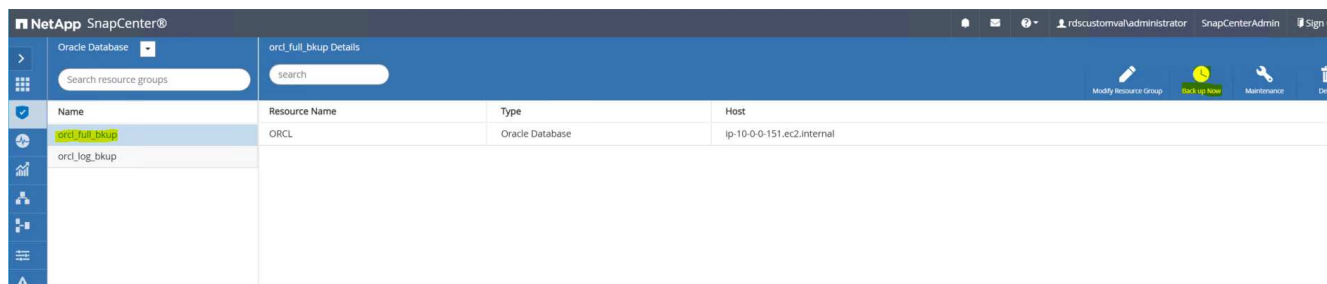 NetApp SnapCenter®
rdscustomval\administrator SnapCenterAdmin Sign
Oracle Database
orcl_full_bkup Details
Search resource groups
search
Modify Resource Group Back up Now Maintenance De
Name Resource Name Type Host
orcl_full_bkup ORCL Oracle Database ip-10-0-0-151.ec2.internal
orcl_log_bkup